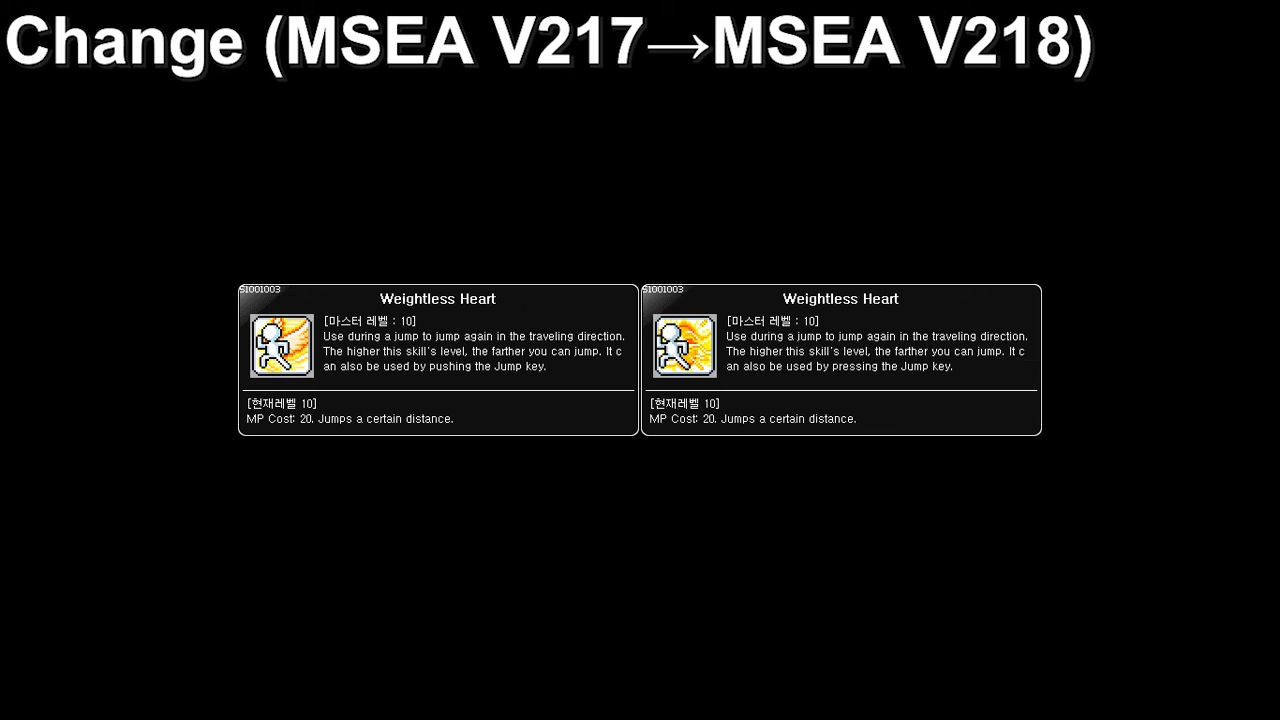 Change (MSEA V217→MSEA V218)
51001003
Weightless Heart
[마스터 레벨 : 10]
Use during a jump to jump again in the traveling direction.
The higher this skill's level, the farther you can jump. It c
an also be used by pushing the Jump key.
[현재레벨 10]
MP Cost: 20. Jumps a certain distance.
51001003
Weightless Heart
[마스터 레벨 : 10]
Use during a jump to jump again in the traveling direction.
The higher this skill's level, the farther you can jump. It c
an also be used by pressing the Jump key.
[현재레벨 10]
MP Cost: 20. Jumps a certain distance.